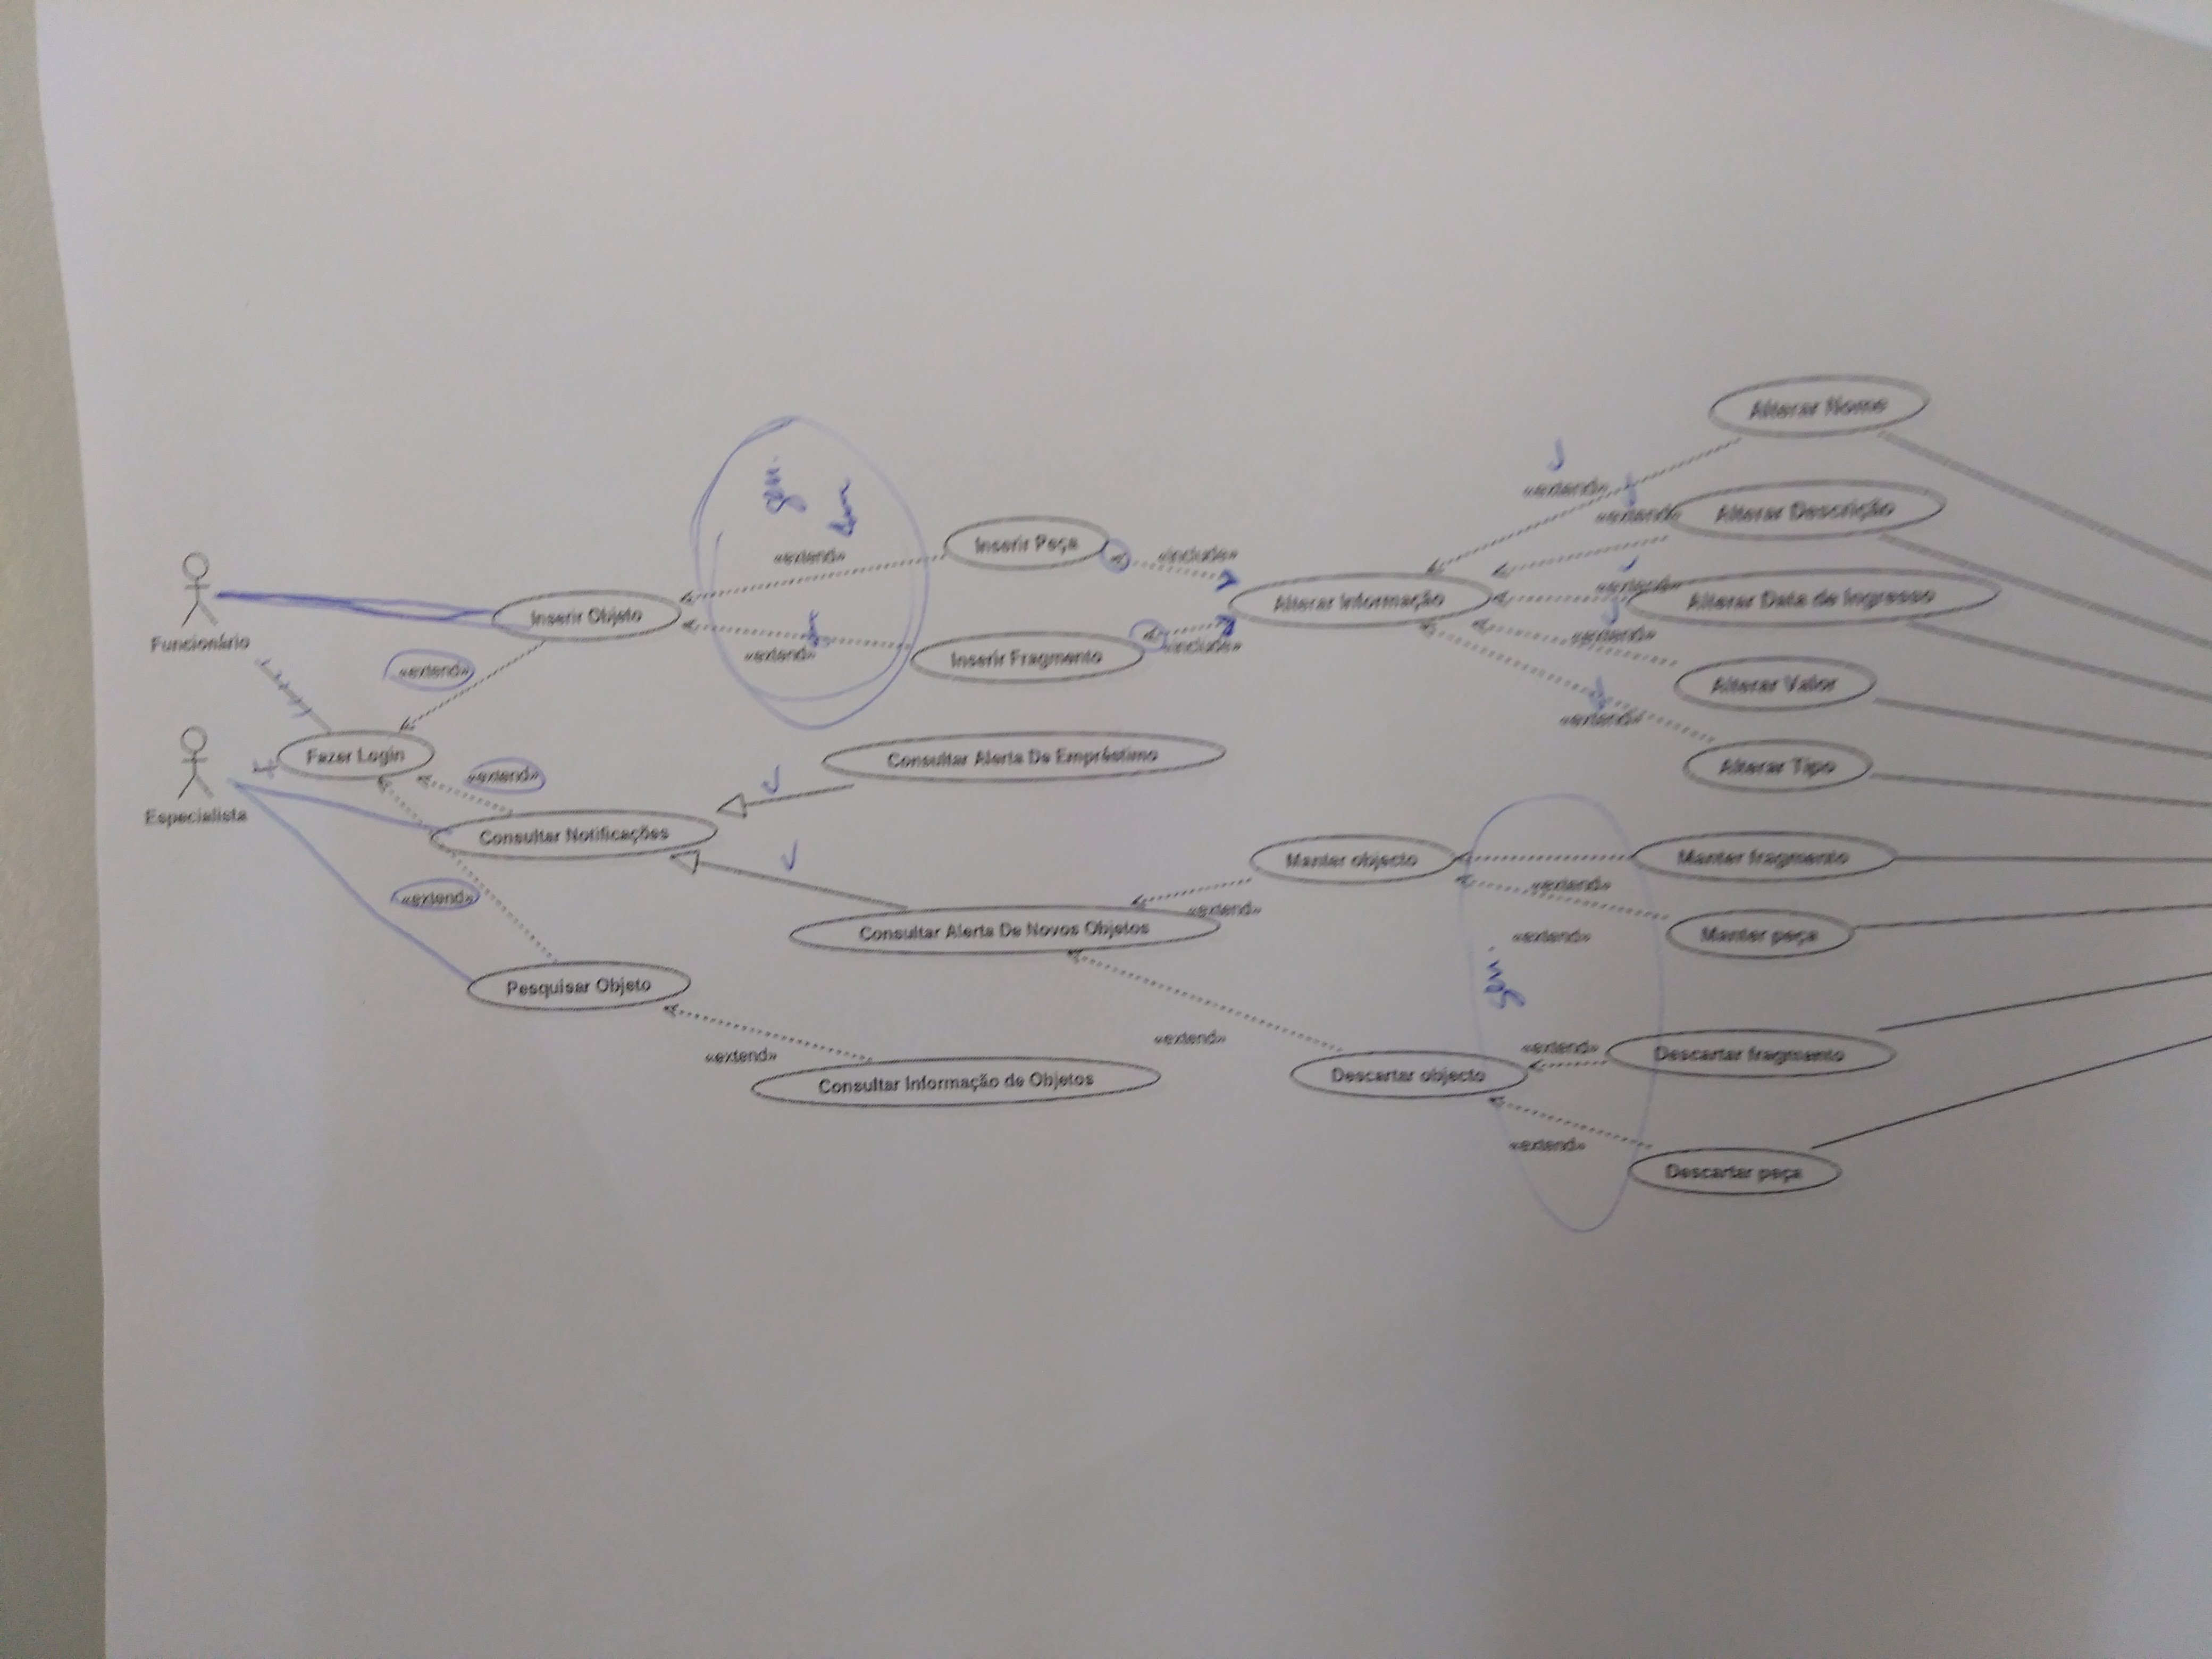 Alterar Nome
«extend»
«extend»
Alterar Descrição
gen.
«extend»
Inserir Peça
«include»
«extend»
Alterar Data de Ingresso
Inserir Objeto
Alterar Informação
«extend»
Funcionário
«extend»
Inserir Fragmento
«include»
«extend»
Alterar Valor
«extend»
Alterar Tipo
Fazer Login
«extend»
Consultar Alerta De Empréstimo
Especialista
Consultar Notificações
Manter objecto
Manter fragmento
«extend»
«extend»
«extend»
Consultar Alerta De Novos Objetos
«extend»
Manter peça
gen.
Pesquisar Objeto
«extend»
«extend»
«extend»
Descartar fragmento
Consultar Informação de Objetos
Descartar objecto
«extend»
Descartar peça